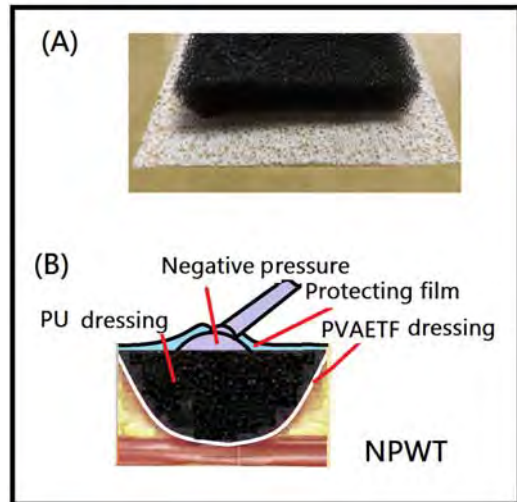 (A)
(B)
Negative pressure
Protecting film
PU dressing
PVAETF dressing
NPWT